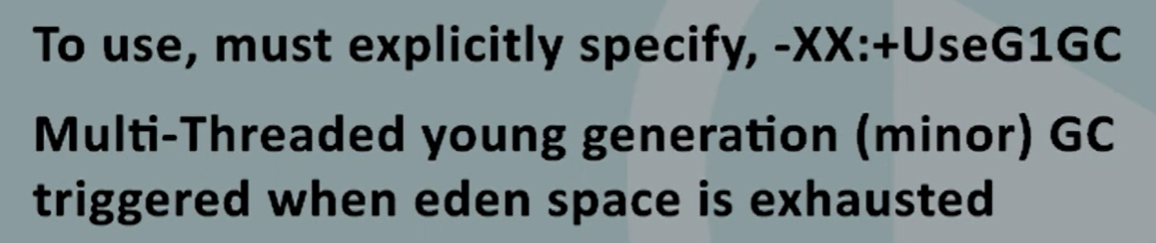 To use, must explicitly specify, -XX:+UseG1GC
Multi-Threaded young generation (minor) GC
triggered when eden space is exhausted